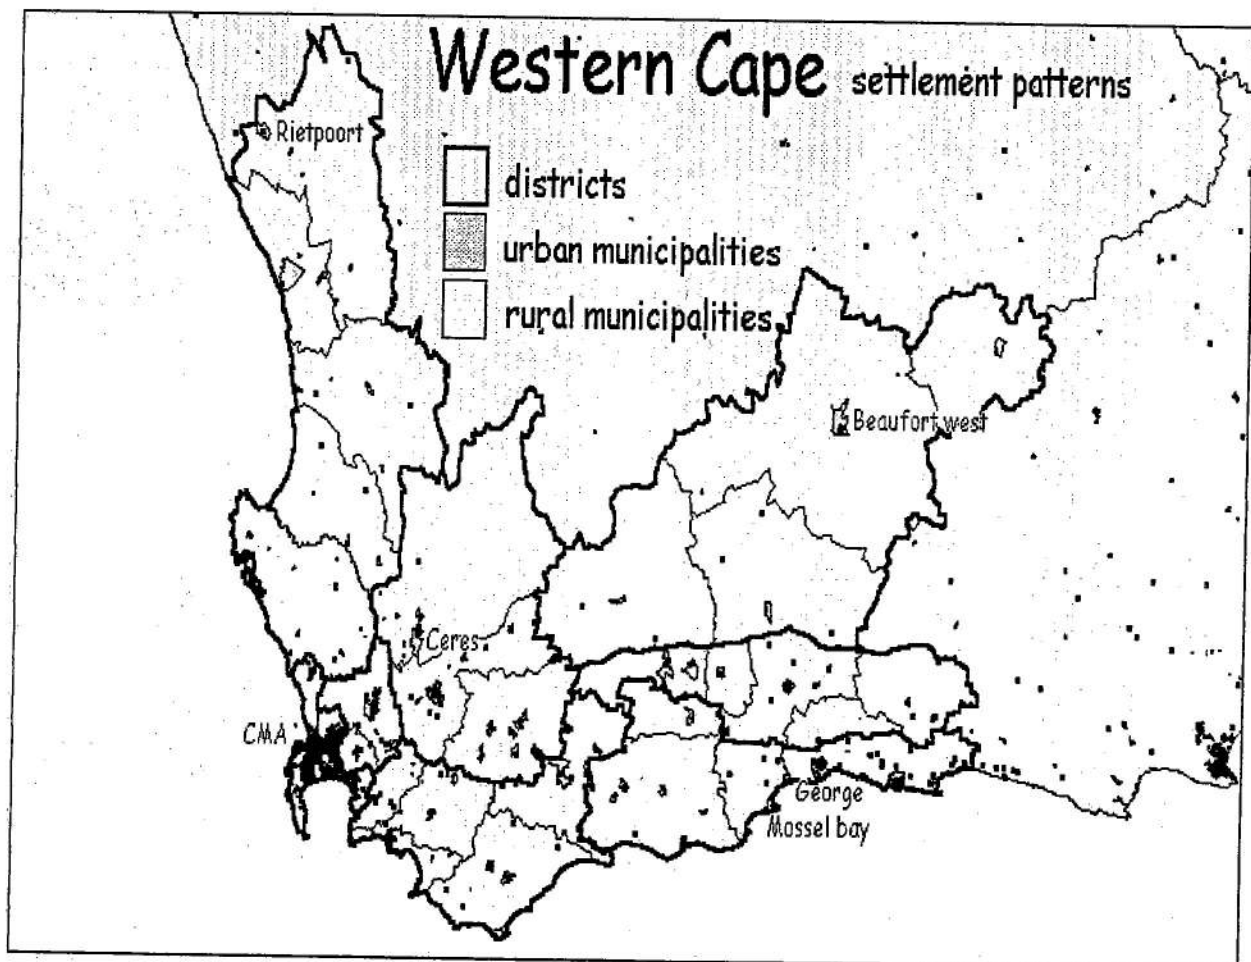 Western Cape settlement patterns
Rietpoort
districts
urban municipalities
rural municipalities
Beaufort west
Ceres
CMA
George
Mossel bay